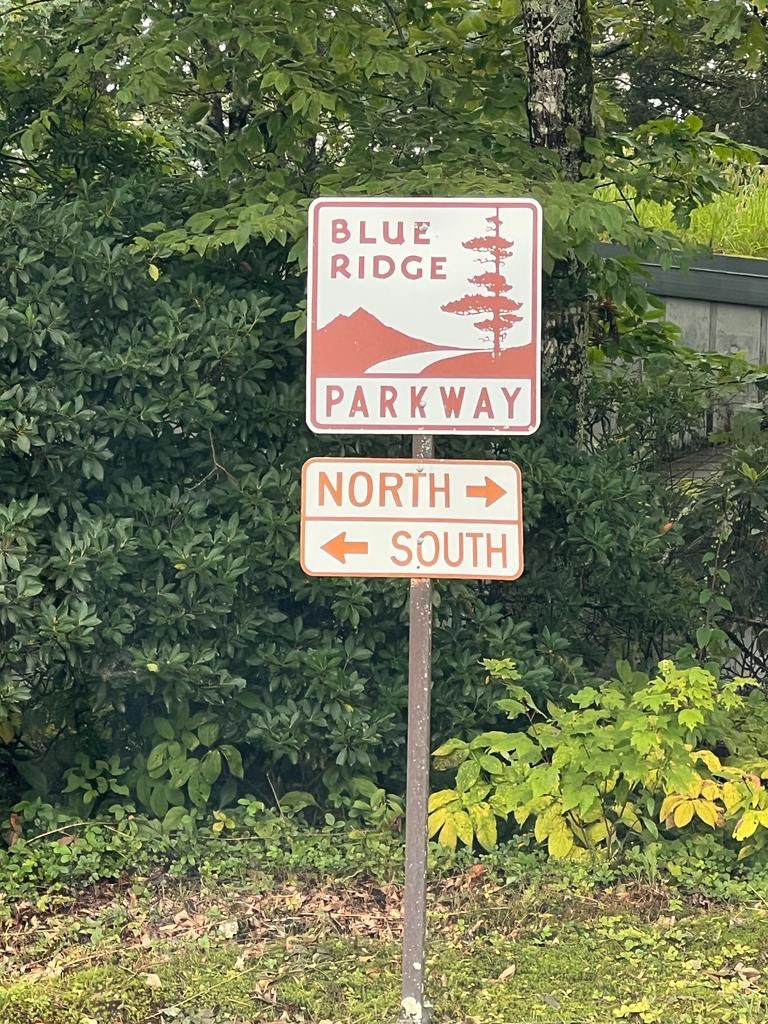 BLUE
RIDGE
PARKWAY
NORTH →
← SOUTH